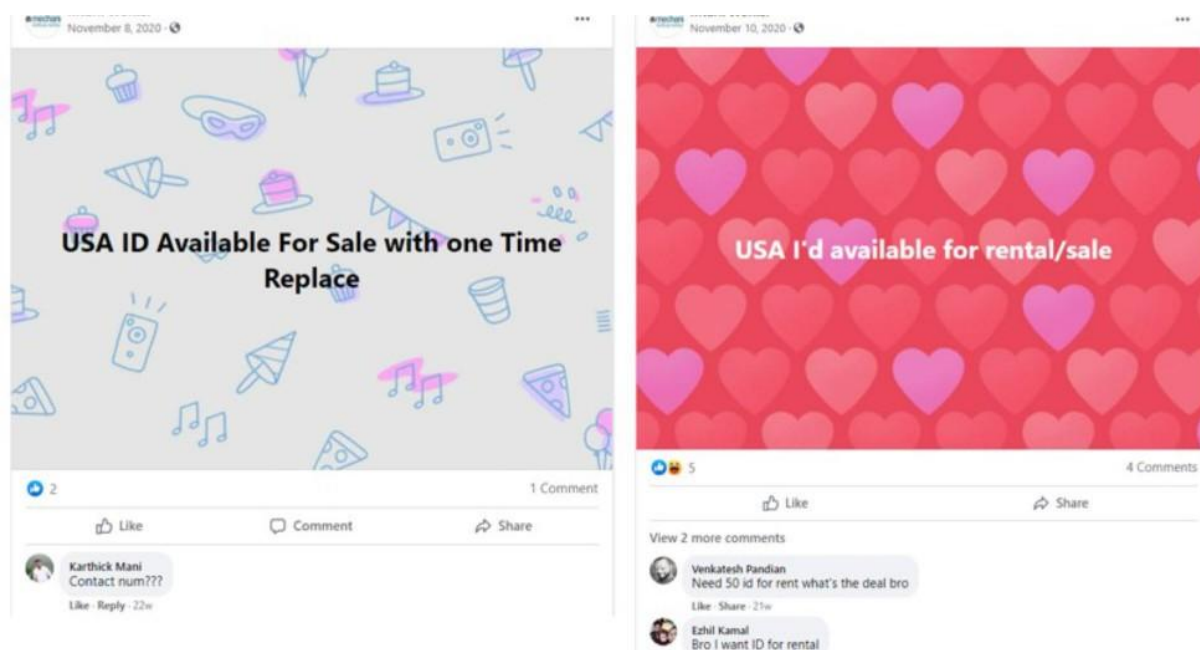 November 8, 2020 ·
USA ID Available For Sale with one Time
Replace
2
1 Comment
Like
Comment
Share
Karthick Mani
Contact num???
Like · Reply · 22w
November 10, 2020 ·
USA I'd available for rental/sale
5
4 Comments
Like
Share
View 2 more comments
Venkatesh Pandian
Need 50 id for rent what's the deal bro
Like · Share · 21w
Ezhil Kamal
Bro I want ID for rental